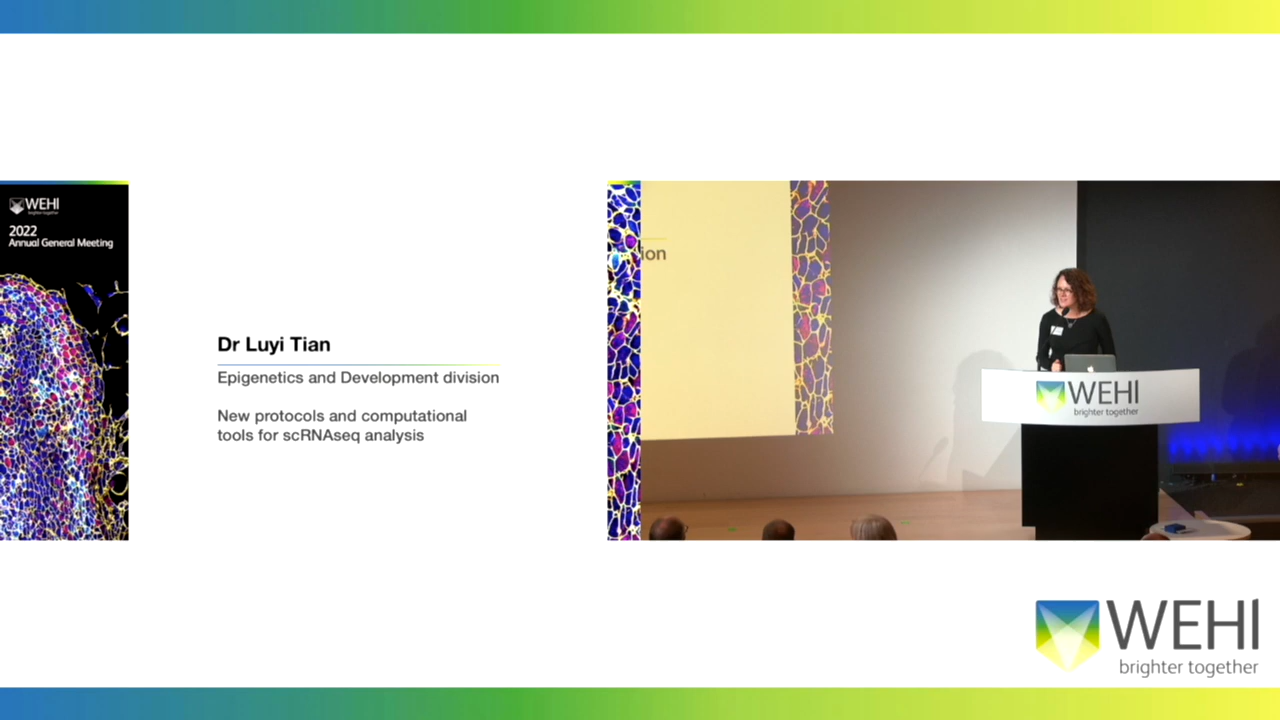 WEHI
brighter together
2022
Annual General Meeting
Dr Luyi Tian
Epigenetics and Development division
New protocols and computational
tools for scRNAseq analysis
ion
WEHI
brighter together
WEHI
brighter together